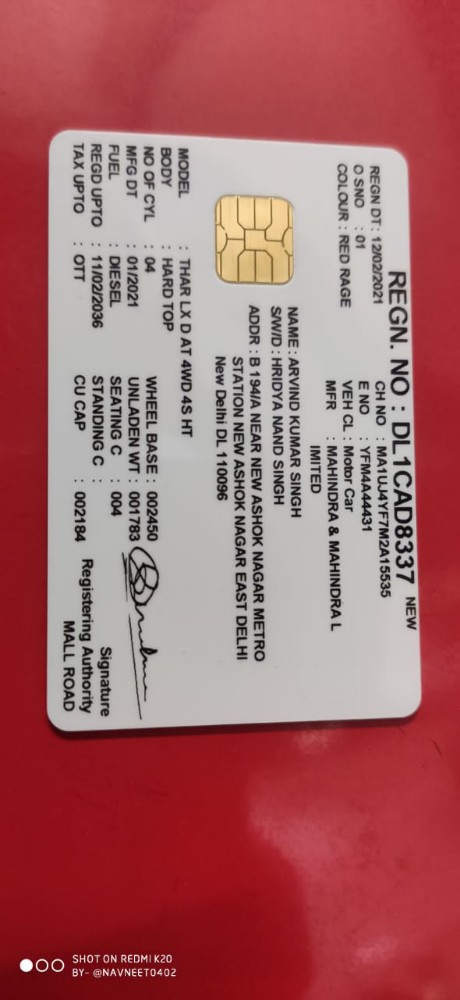 REGN. NO : DL1CAD8337 NEW
REGN DT : 12/02/2021 CH NO : MA1UJ4YF7M2A15535
O SNO : 01 E NO : YFM4A44431
COLOUR : RED RAGE VEH CL : Motor Car
MFR : MAHINDRA & MAHINDRA L
IMITED
NAME : ARVIND KUMAR SINGH
S/W/D : HRIDYA NAND SINGH
ADDR : B 194/A NEAR NEW ASHOK NAGAR METRO
STATION NEW ASHOK NAGAR EAST DELHI
New Delhi DL 110096
MODEL : THAR LX D AT 4WD 4S HT
BODY : HARD TOP
NO OF CYL : 04 WHEEL BASE : 002450
MFG DT : 01/2021 UNLADEN WT : 001783
FUEL : DIESEL SEATING C : 004
REGD UPTO : 11/02/2036 STANDING C :
TAX UPTO : OTT CU CAP : 002184
Signature
Registering Authority
MALL ROAD
SHOT ON REDMI K20
BY- @NAVNEET0402